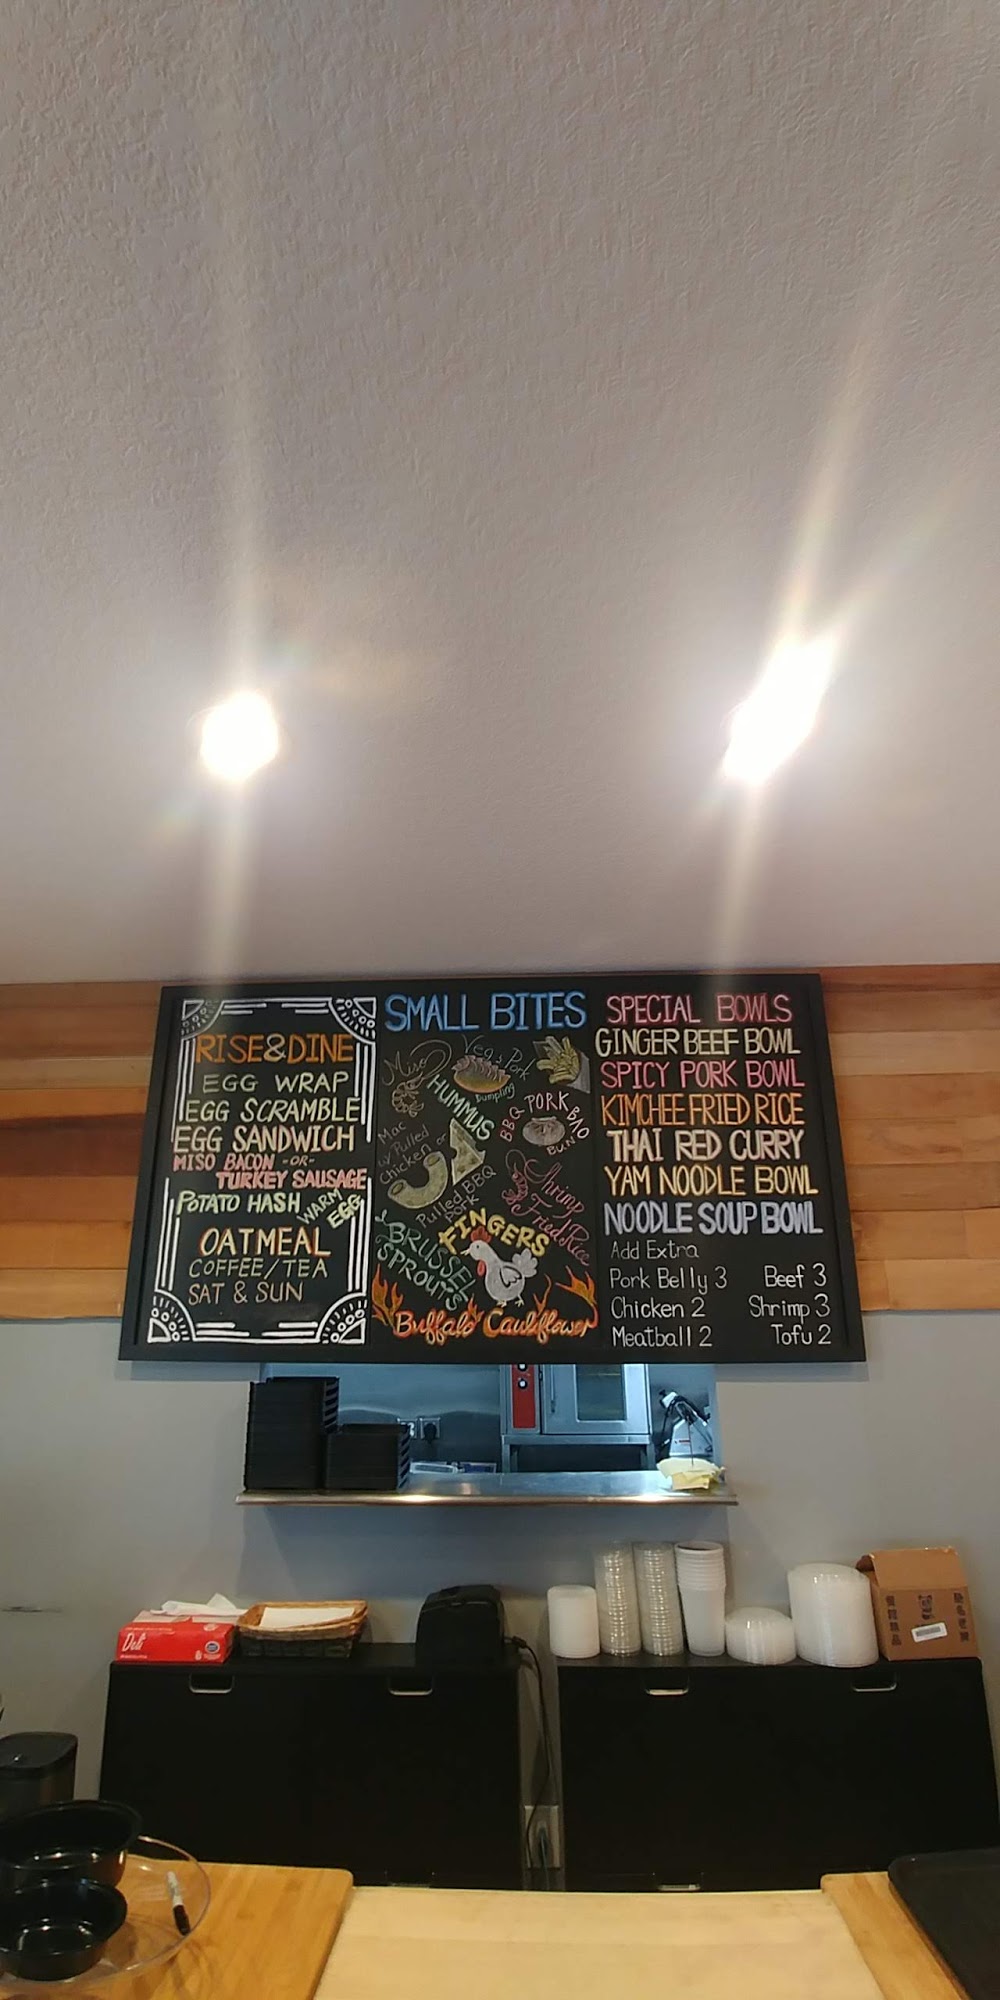 RISE&DINE
EGG WRAP
EGG SCRAMBLE
EGG SANDWICH
MISO BACON -OR-
TURKEY SAUSAGE
POTATO HASH WARM EGG
OATMEAL
COFFEE/TEA
SAT & SUN
SMALL BITES
Miso
Veg or Pork
Dumpling
HUMMUS
BBQ PORK BAO
BUN
Mac
w/ Pulled
chicken or
Pulled BBQ
Pork
Shrimp
Fried Rice
FINGERS
BRUSSEL
SPROUTS
Buffalo Cauliflower
SPECIAL BOWLS
GINGER BEEF BOWL
SPICY PORK BOWL
KIMCHEE FRIED RICE
THAI RED CURRY
YAM NOODLE BOWL
NOODLE SOUP BOWL
Add Extra
Pork Belly 3 Beef 3
Chicken 2 Shrimp 3
Meatball 2 Tofu 2
Deli